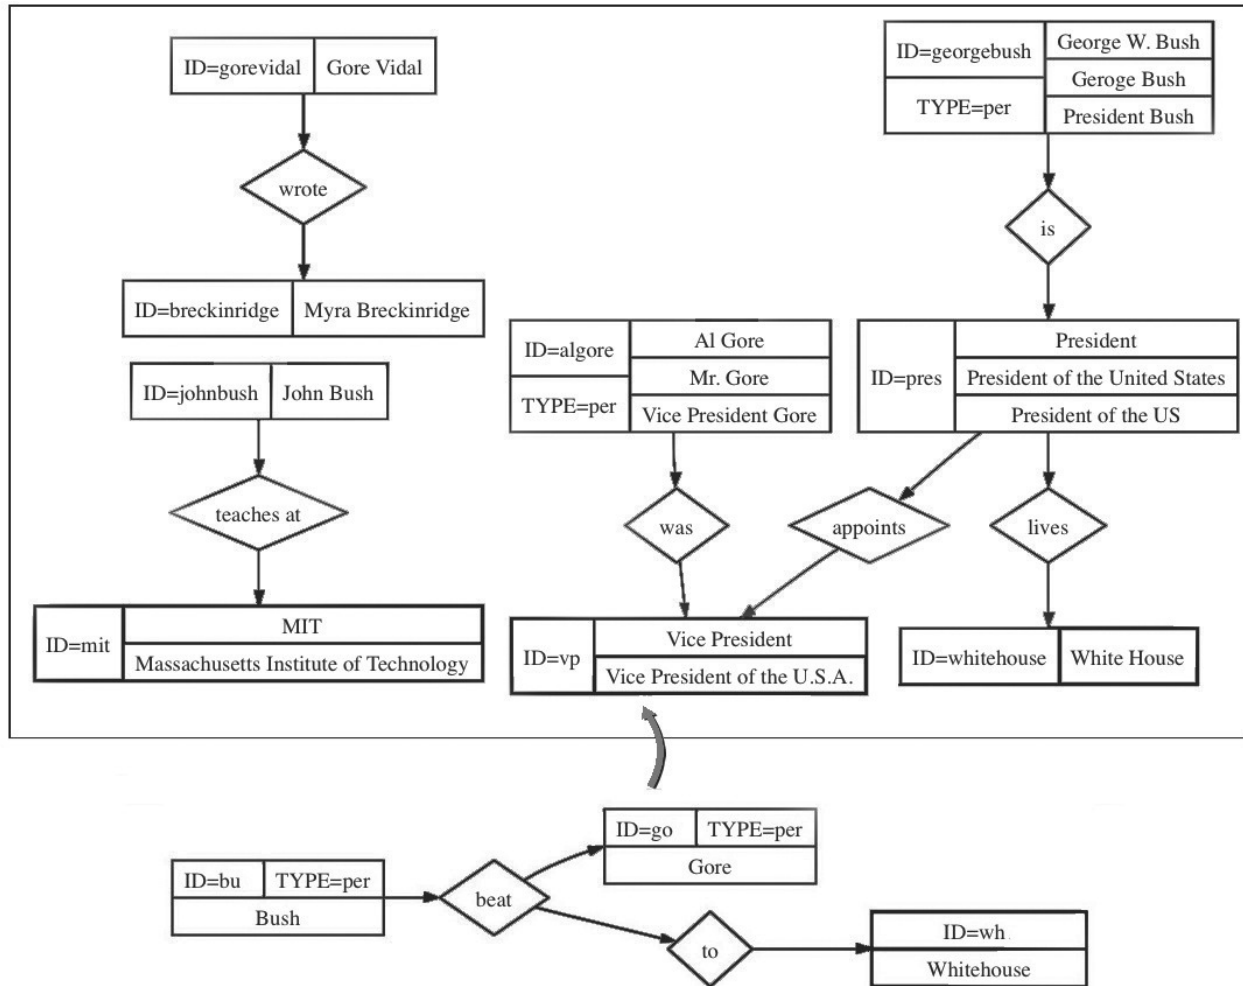 ID=gorevidal Gore Vidal
wrote
ID=breckinridge Myra Breckinridge
ID=johnbush John Bush
teaches at
ID=mit
MIT
Massachusetts Institute of Technology
ID=georgebush
TYPE=per
George W. Bush
Geroge Bush
President Bush
is
ID=algore
TYPE=per
Al Gore
Mr. Gore
Vice President Gore
ID=pres
President
President of the United States
President of the US
was
appoints
lives
ID=vp
Vice President
Vice President of the U.S.A.
ID=whitehouse White House
ID=bu TYPE=per
Bush
beat
ID=go TYPE=per
Gore
to
ID=wh
Whitehouse